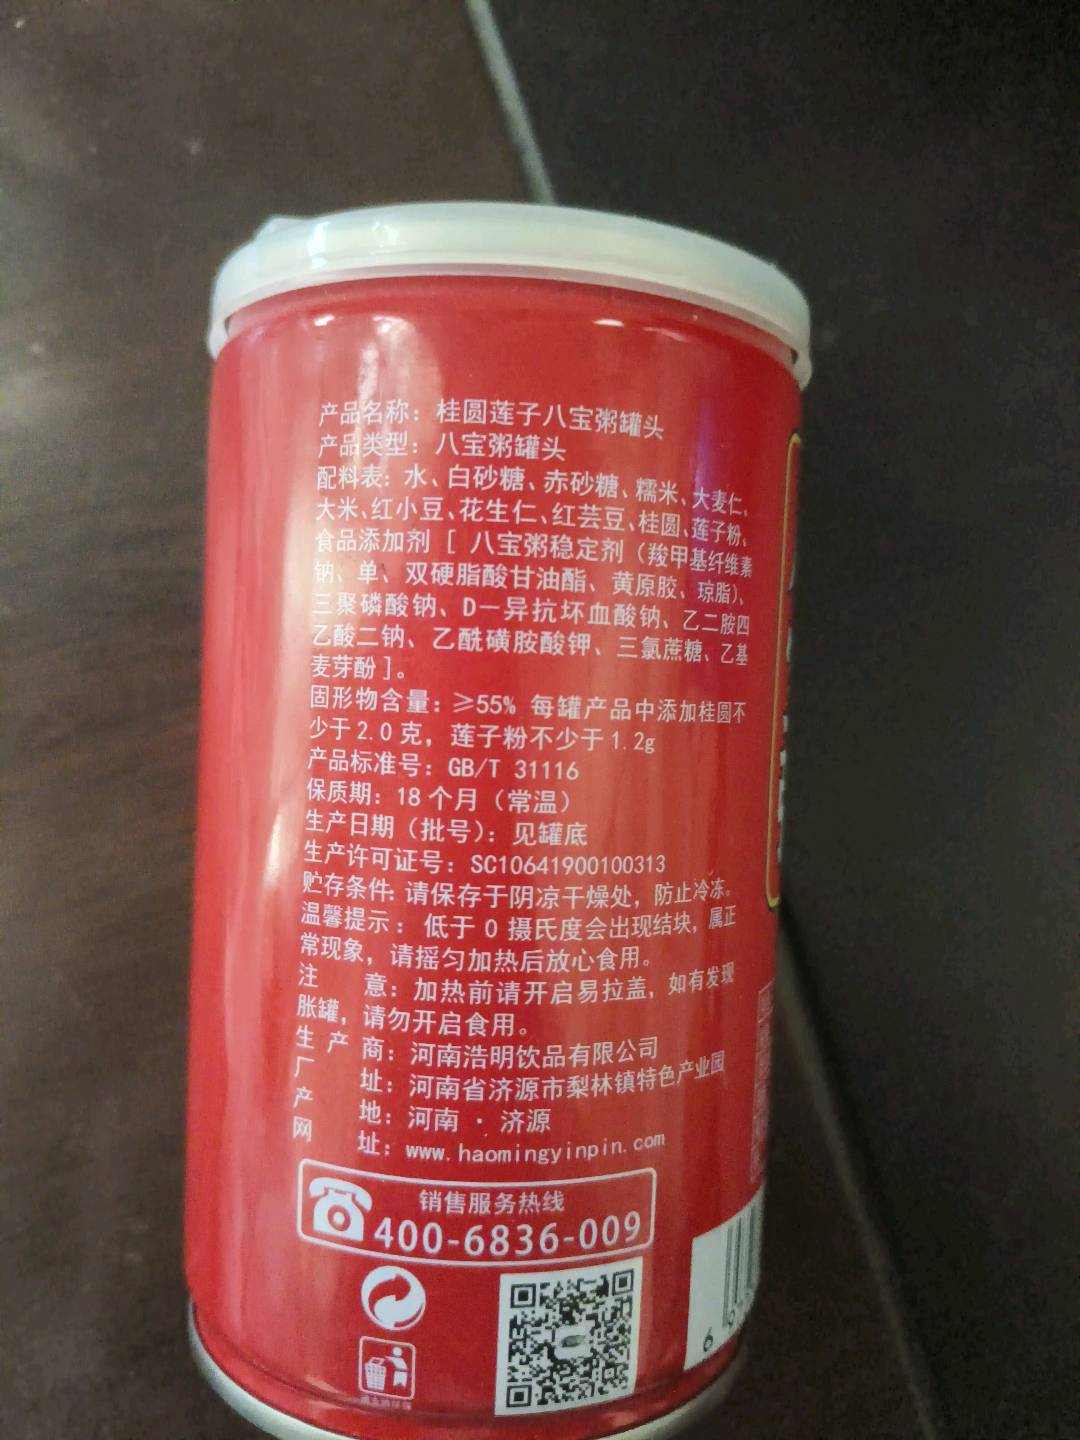 产品名称：桂圆莲子八宝粥罐头
产品类型：八宝粥罐头
配料表：水、白砂糖、赤砂糖、糯米、大麦仁、
大米、红小豆、花生仁、红芸豆、桂圆、莲子粉、
食品添加剂［八宝粥稳定剂（羧甲基纤维素
钠、单、双硬脂酸甘油酯、黄原胶、琼脂）、
三聚磷酸钠、D－异抗坏血酸钠、乙二胺四
乙酸二钠、乙酰磺胺酸钾、三氯蔗糖、乙基
麦芽酚］。
固形物含量：≥55% 每罐产品中添加桂圆不
少于2.0克，莲子粉不少于1.2g
产品标准号：GB/T 31116
保质期：18个月（常温）
生产日期（批号）：见罐底
生产许可证号：SC10641900100313
贮存条件：请保存于阴凉干燥处，防止冷冻。
温馨提示：低于0摄氏度会出现结块，属正
常现象，请摇匀加热后放心食用。
注 意：加热前请开启易拉盖，如有发现
胀罐，请勿开启食用。
生产商：河南浩明饮品有限公司
厂 址：河南省济源市梨林镇特色产业园
产 地：河南·济源
网 址：www.haomingyinpin.com
销售服务热线
400-6836-009
6